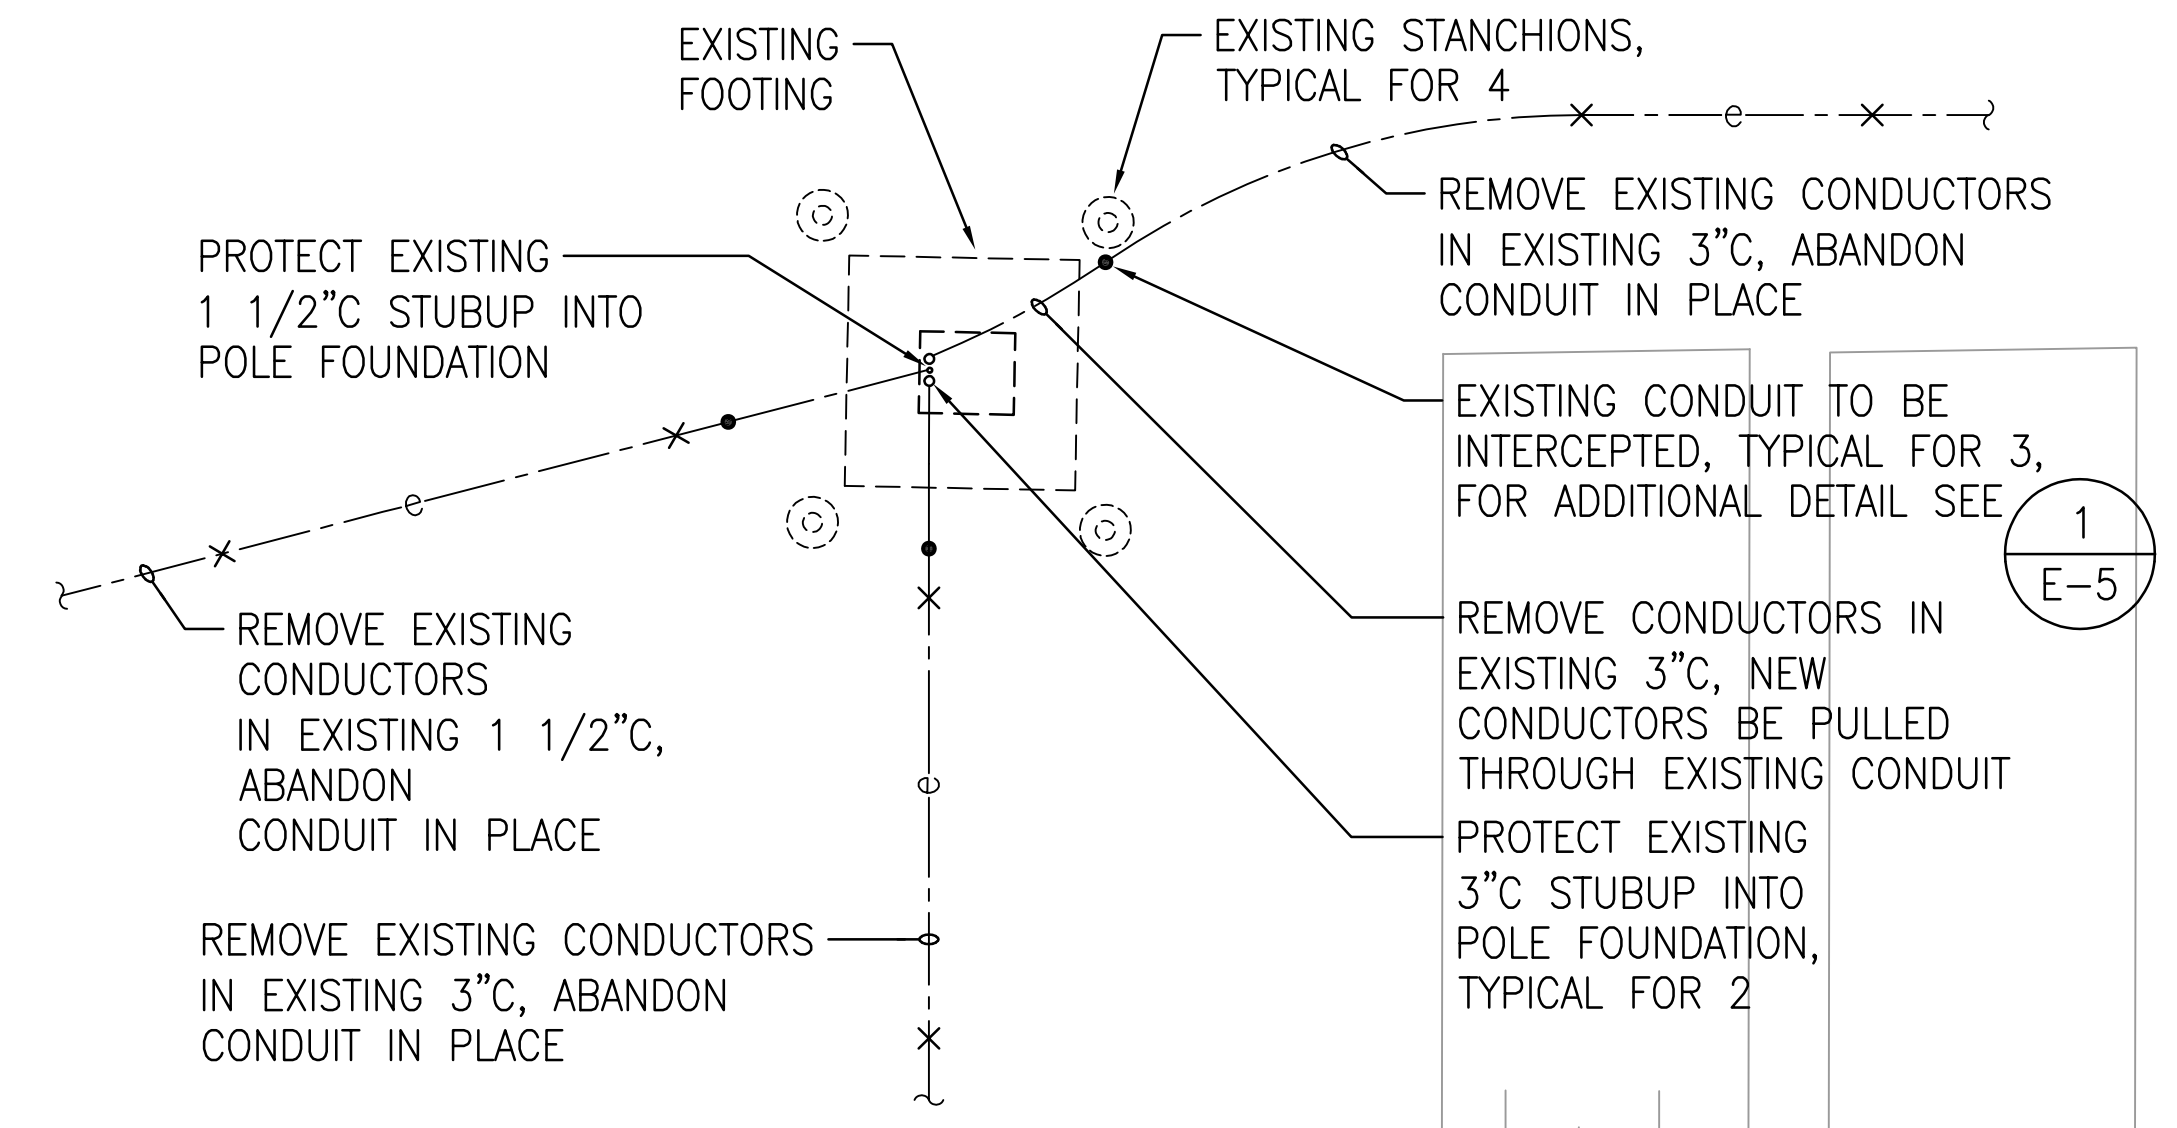 EXISTING
FOOTING
EXISTING STANCHIONS,
TYPICAL FOR 4
e
REMOVE EXISTING CONDUCTORS
IN EXISTING 3"C, ABANDON
CONDUIT IN PLACE
PROTECT EXISTING
1 1/2"C STUBUP INTO
POLE FOUNDATION
EXISTING CONDUIT TO BE
INTERCEPTED, TYPICAL FOR 3,
FOR ADDITIONAL DETAIL SEE
1
E-5
e
REMOVE EXISTING
CONDUCTORS
IN EXISTING 1 1/2"C,
ABANDON
CONDUIT IN PLACE
REMOVE CONDUCTORS IN
EXISTING 3"C, NEW
CONDUCTORS BE PULLED
THROUGH EXISTING CONDUIT
e
PROTECT EXISTING
3"C STUBUP INTO
POLE FOUNDATION,
TYPICAL FOR 2
REMOVE EXISTING CONDUCTORS
IN EXISTING 3"C, ABANDON
CONDUIT IN PLACE